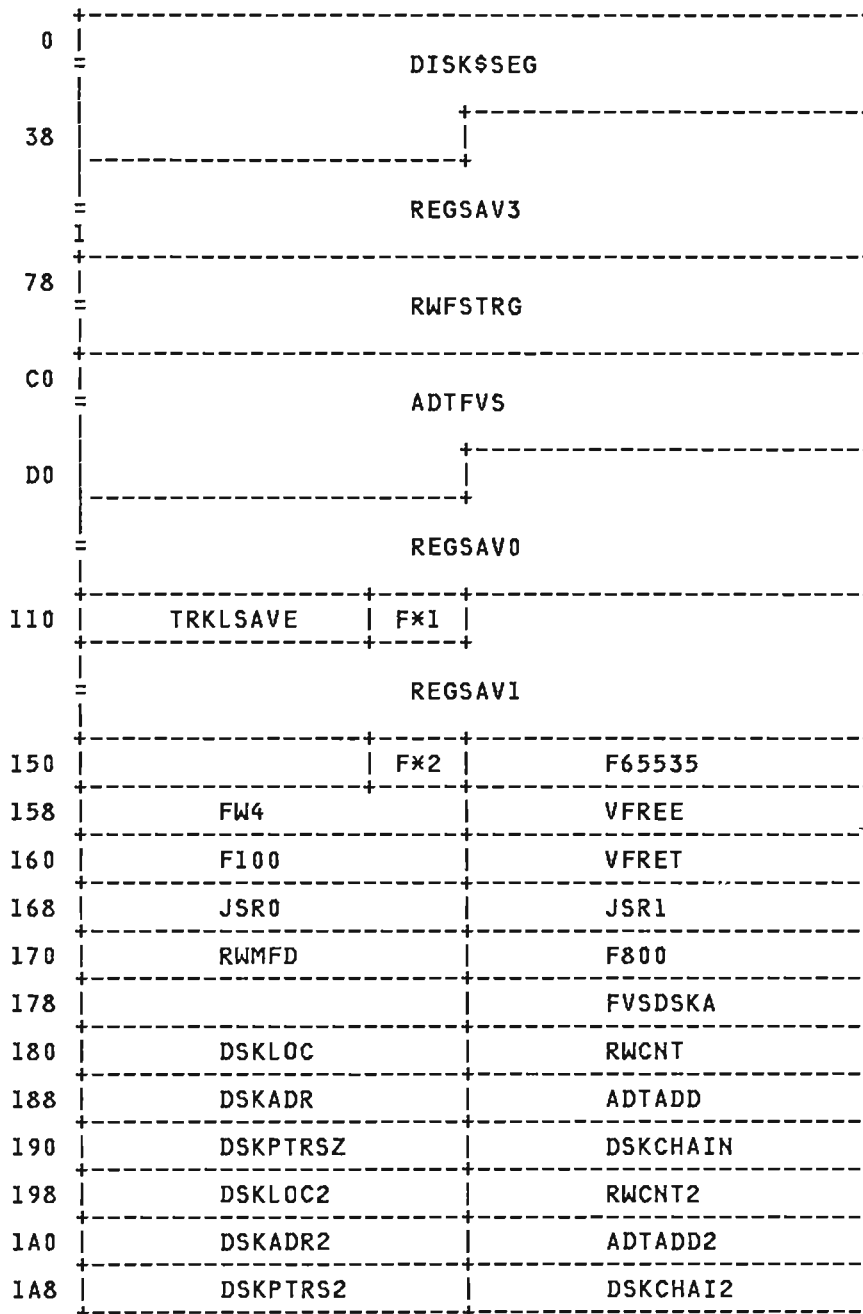 0
DISK$SEG
38
REGSAV3
78
RWFSTRG
C0
ADTFVS
D0
REGSAV0
110 TRKLSAVE F*1
REGSAV1
150 F*2 F65535
158 FW4 VFREE
160 F100 VFRET
168 JSR0 JSR1
170 RWMFD F800
178 FVSDSKA
180 DSKLOC RWCNT
188 DSKADR ADTADD
190 DSKPTRSZ DSKCHAIN
198 DSKLOC2 RWCNT2
1A0 DSKADR2 ADTADD2
1A8 DSKPTRS2 DSKCHAI2